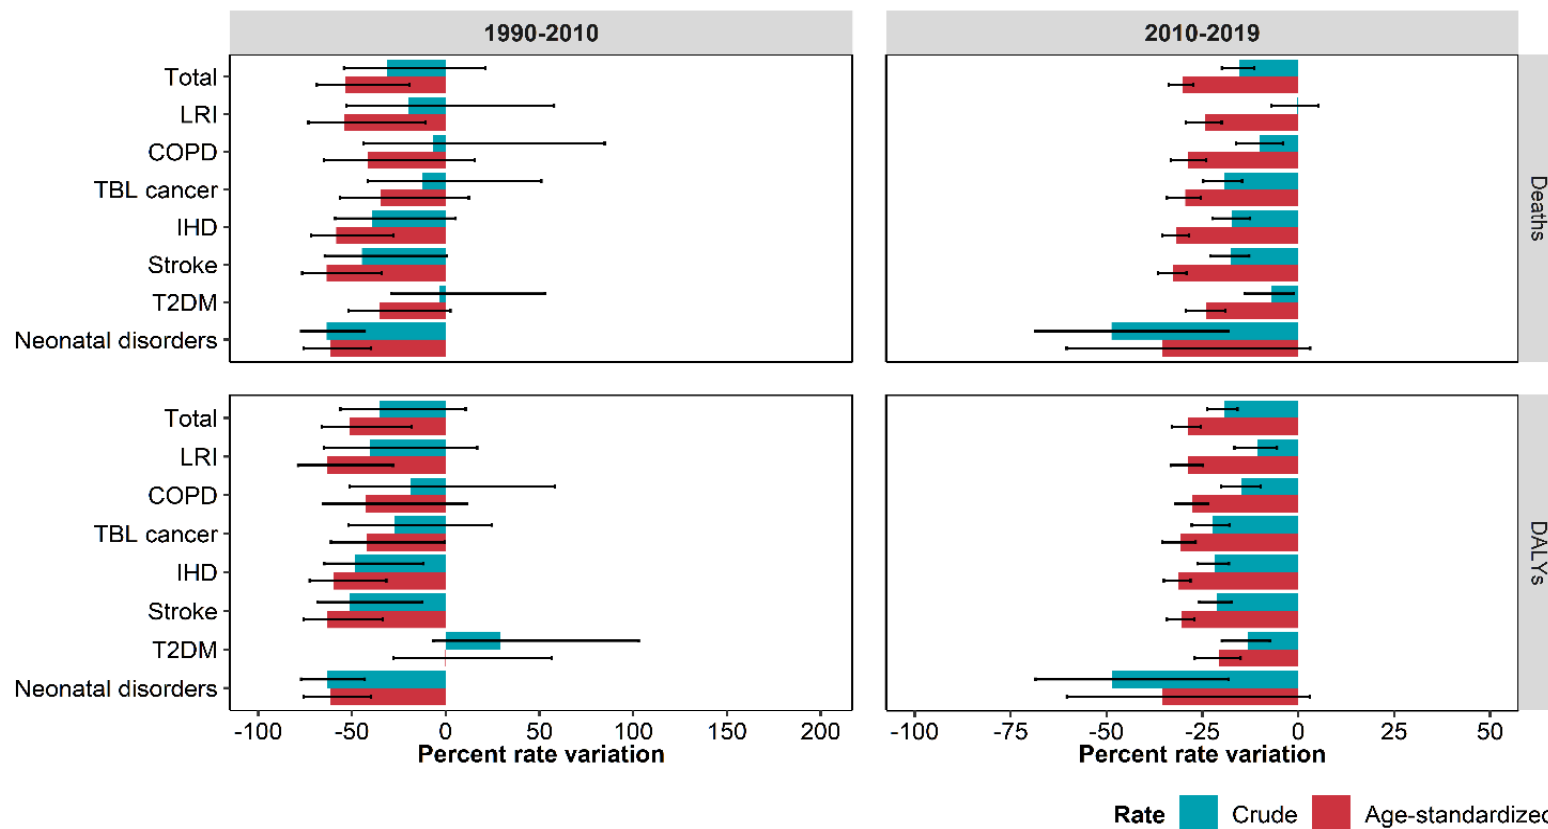 1990-2010
2010-2019
Total
LRI
COPD
TBL cancer
IHD
Stroke
T2DM
Neonatal disorders
Deaths
Total
LRI
COPD
TBL cancer
IHD
Stroke
T2DM
Neonatal disorders
DALYs
-100 -50 0 50 100 150 200
-100 -75 -50 -25 0 25 50
Percent rate variation
Percent rate variation
Rate Crude Age-standardized